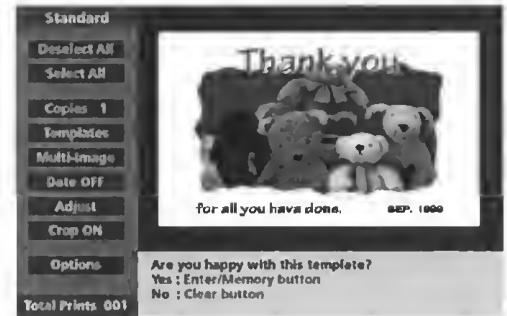 Standard
Deselect All
Select All
Copies 1
Templates
Multi-Image
Date OFF
Adjust
Crop ON
Options
Total Prints 001
Thank you
for all you hava done.
SEP. 1999
Are you happy with this template?
Yes : Enter/Memory button
No : Clear button